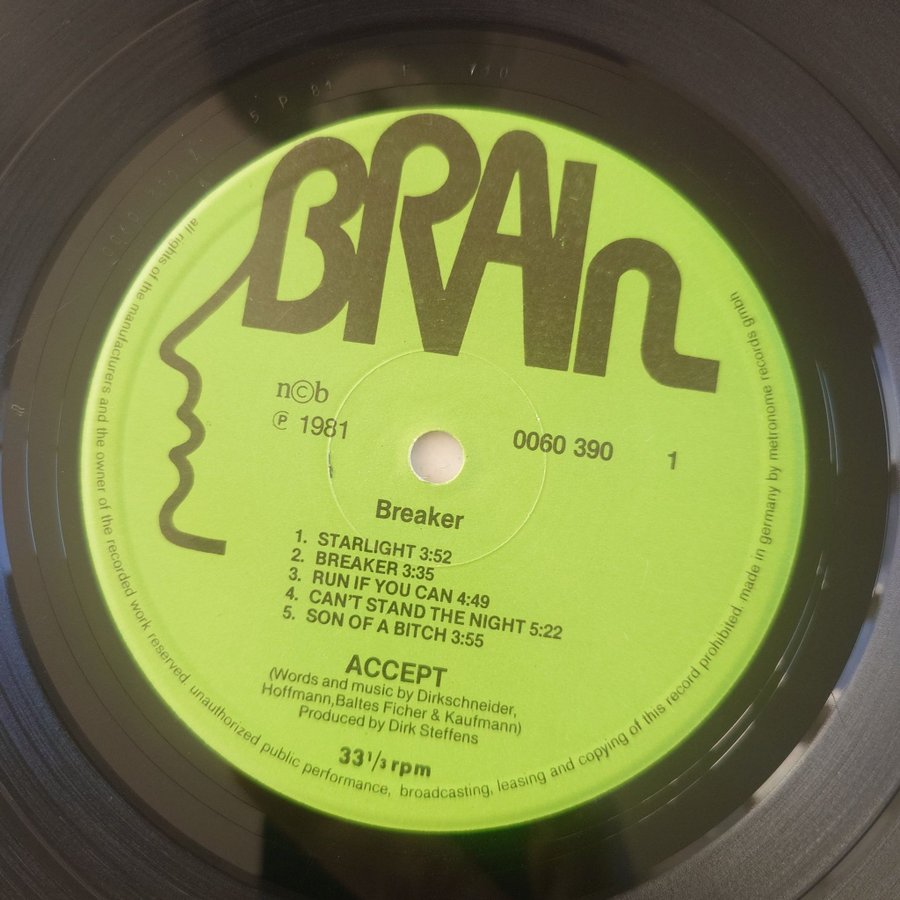 BRAIn
n©b
℗ 1981
0060 390
1
Breaker
1. STARLIGHT 3:52
2. BREAKER 3:35
3. RUN IF YOU CAN 4:49
4. CAN'T STAND THE NIGHT 5:22
5. SON OF A BITCH 3:55
ACCEPT
(Words and music by Dirkschneider,
Hoffmann,Baltes Ficher & Kaufmann)
Produced by Dirk Steffens
33 1/3 rpm
all rights of the manufacturers and the owner of the recorded work reserved. unauthorized public performance, broadcasting, leasing and copying of this record prohibited. made in germany by metronome records gmbh
5 P 81